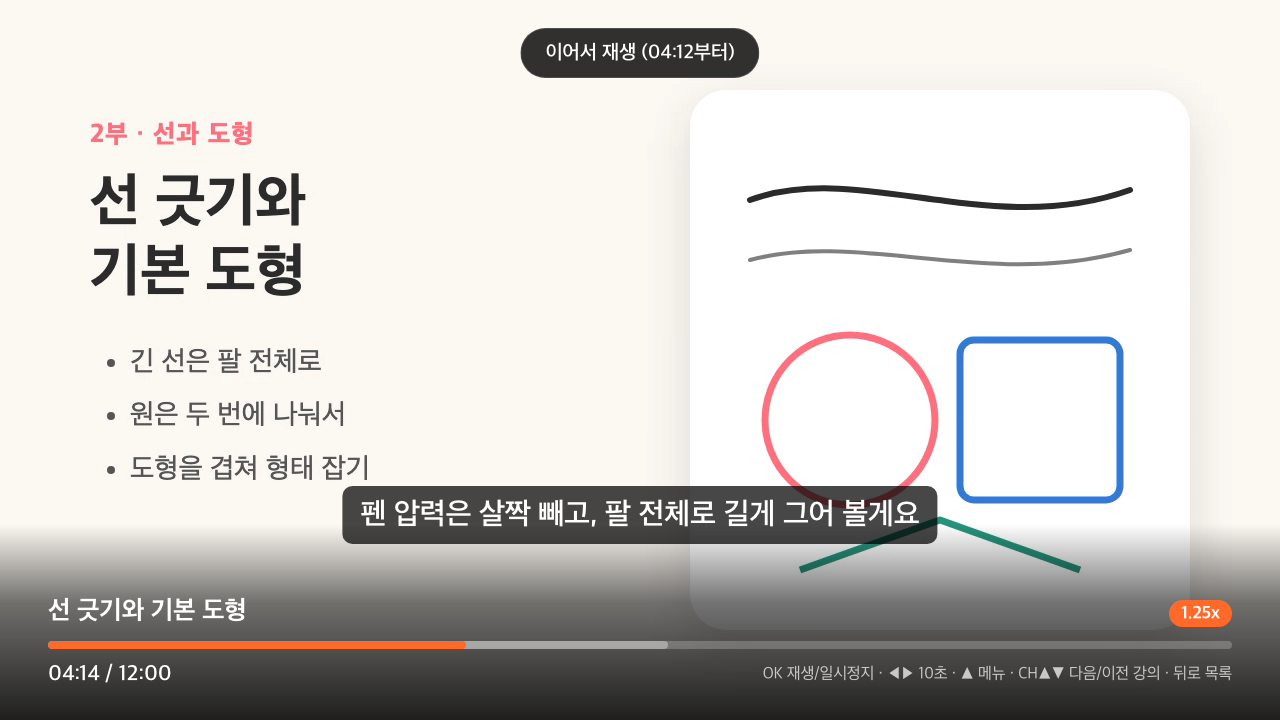 이어서 재생 (04:12부터)
2부 · 선과 도형
선 긋기와
기본 도형
• 긴 선은 팔 전체로
• 원은 두 번에 나눠서
• 도형을 겹쳐 형태 잡기
펜 압력은 살짝 빼고, 팔 전체로 길게 그어 볼게요
선 긋기와 기본 도형
1.25x
04:14 / 12:00
OK 재생/일시정지 · ◀▶ 10초 · ▲ 메뉴 · CH▲▼ 다음/이전 강의 · 뒤로 목록